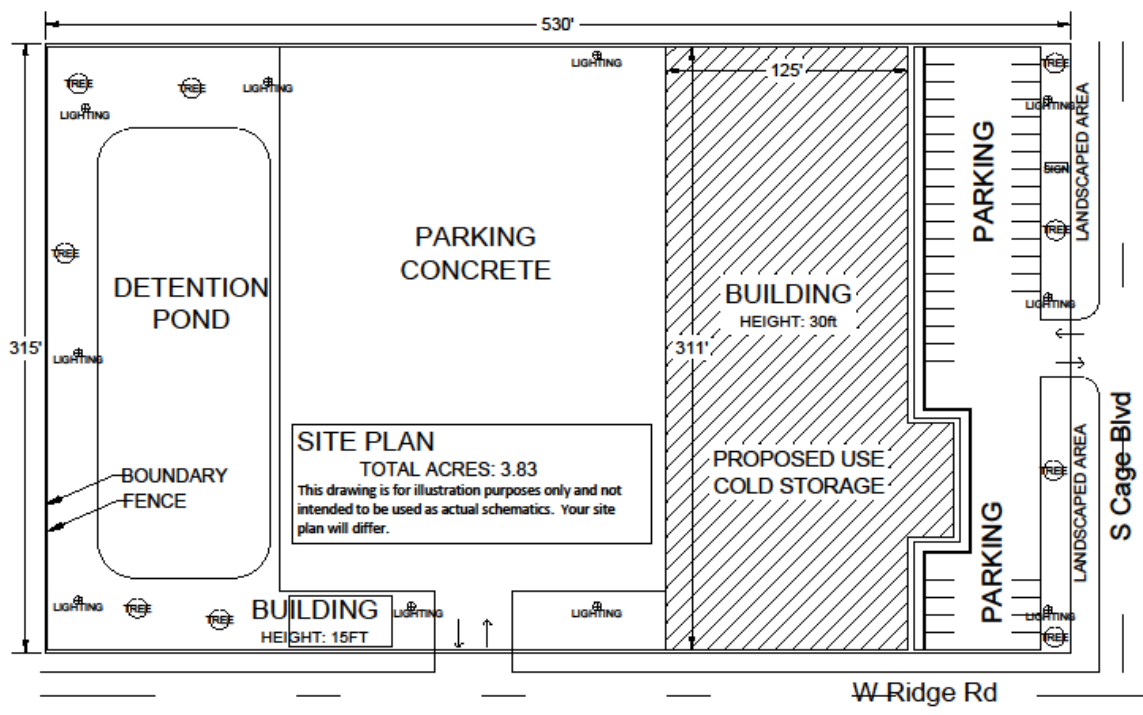 530'
TREE
TREE
LIGHTING
LIGHTING
LIGHTING
125'
TREE
LIGHTING
LANDSCAPED AREA
PARKING
SIGN
TREE
PARKING
CONCRETE
TREE
DETENTION
POND
BUILDING
HEIGHT: 30ft
LIGHTING
315'
LIGHTING
311'
SITE PLAN
TOTAL ACRES: 3.83
This drawing is for illustration purposes only and not
intended to be used as actual schematics. Your site
plan will differ.
BOUNDARY
FENCE
PROPOSED USE
COLD STORAGE
TREE
LANDSCAPED AREA
S Cage Blvd
PARKING
LIGHTING
TREE
TREE
BUILDING
HEIGHT: 15FT
LIGHTING
LIGHTING
LIGHTING
TREE
W Ridge Rd